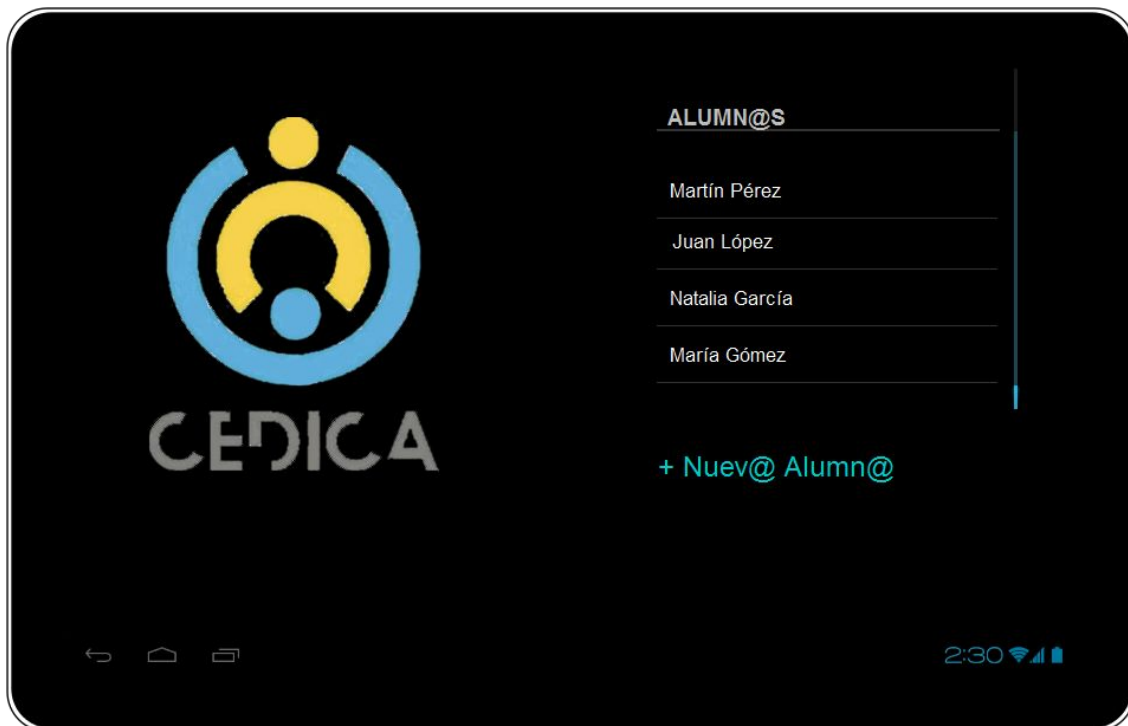 CEDICA
ALUMN@S
Martín Pérez
Juan López
Natalia García
María Gómez
+ Nuev@ Alumn@
2:30